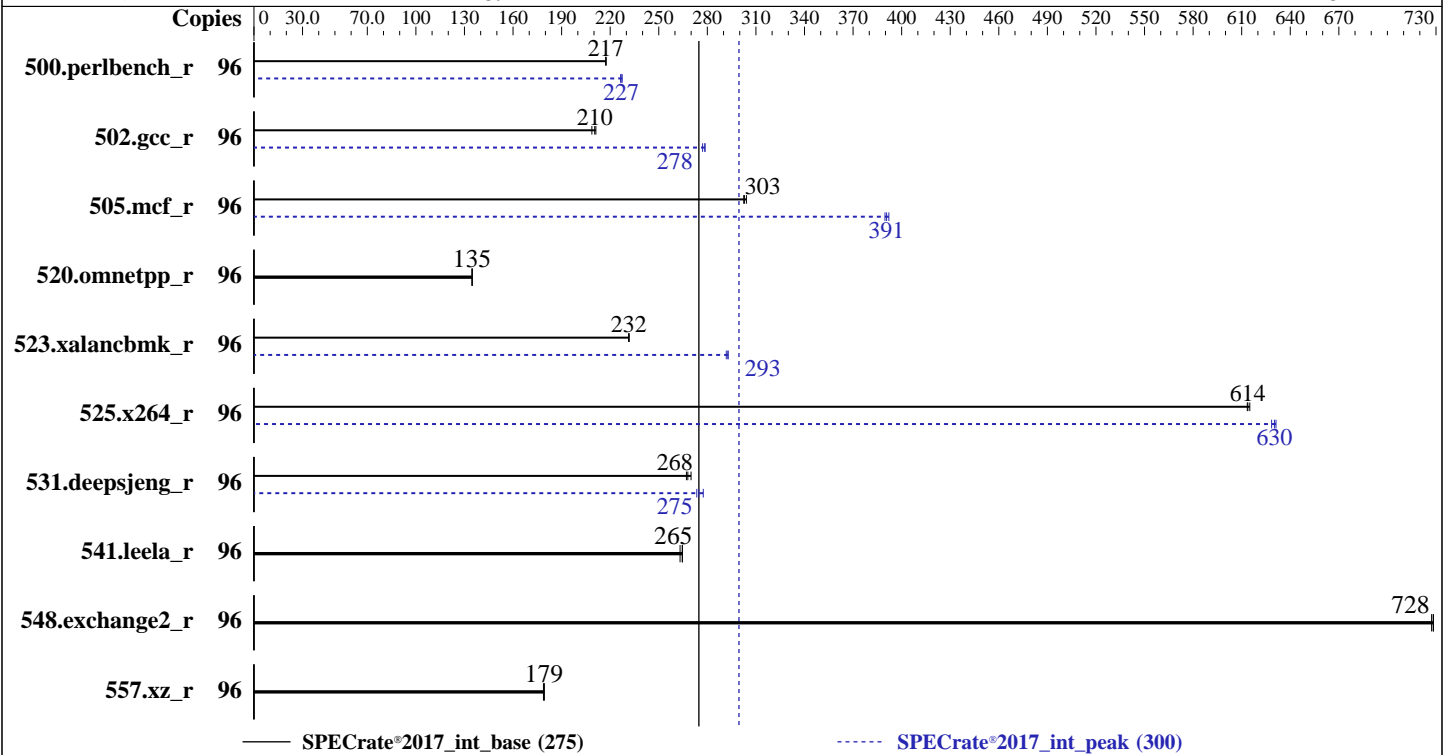 Copies 0 30.0 70.0 100 130 160 190 220 250 280 310 340 370 400 430 460 490 520 550 580 610 640 670 730
217
500.perlbench_r 96
227
210
502.gcc_r 96
278
303
505.mcf_r 96
391
135
520.omnetpp_r 96
232
523.xalancbmk_r 96
293
614
525.x264_r 96
630
268
531.deepsjeng_r 96
275
265
541.leela_r 96
728
548.exchange2_r 96
179
557.xz_r 96
SPECrate®2017_int_base (275) SPECrate®2017_int_peak (300)